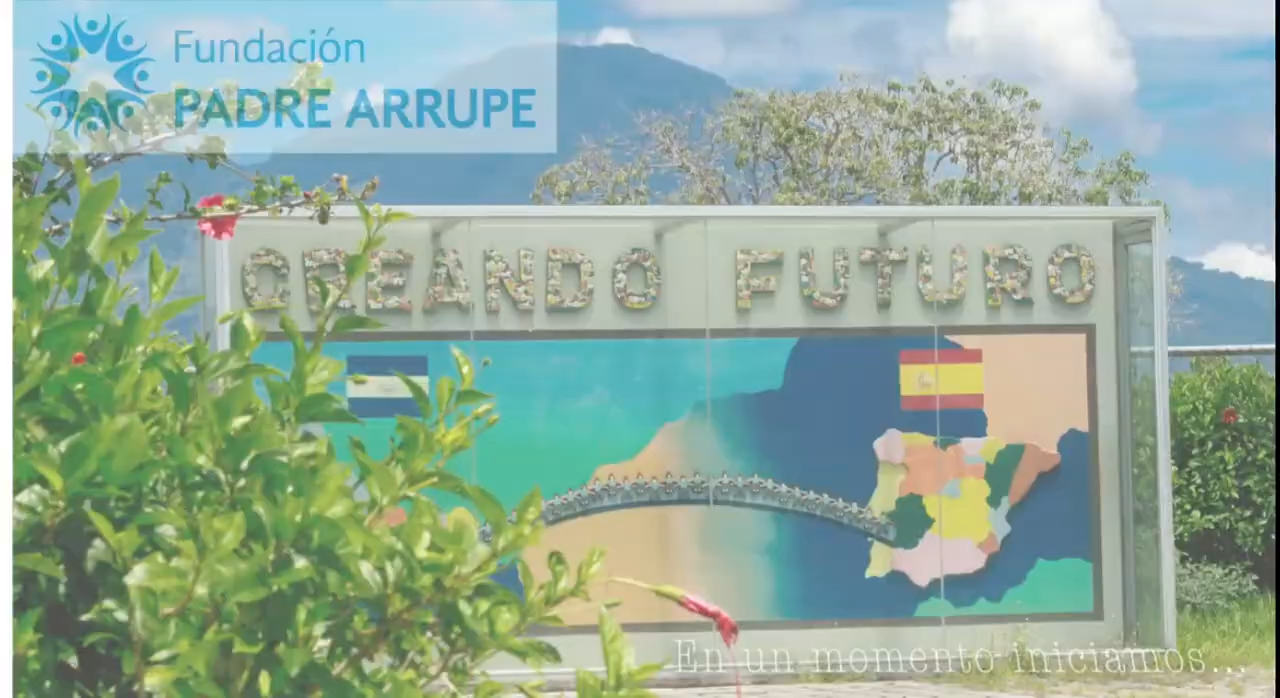 Fundación
PADRE ARRUPE
CREANDO FUTURO
En un momento iniciamos...